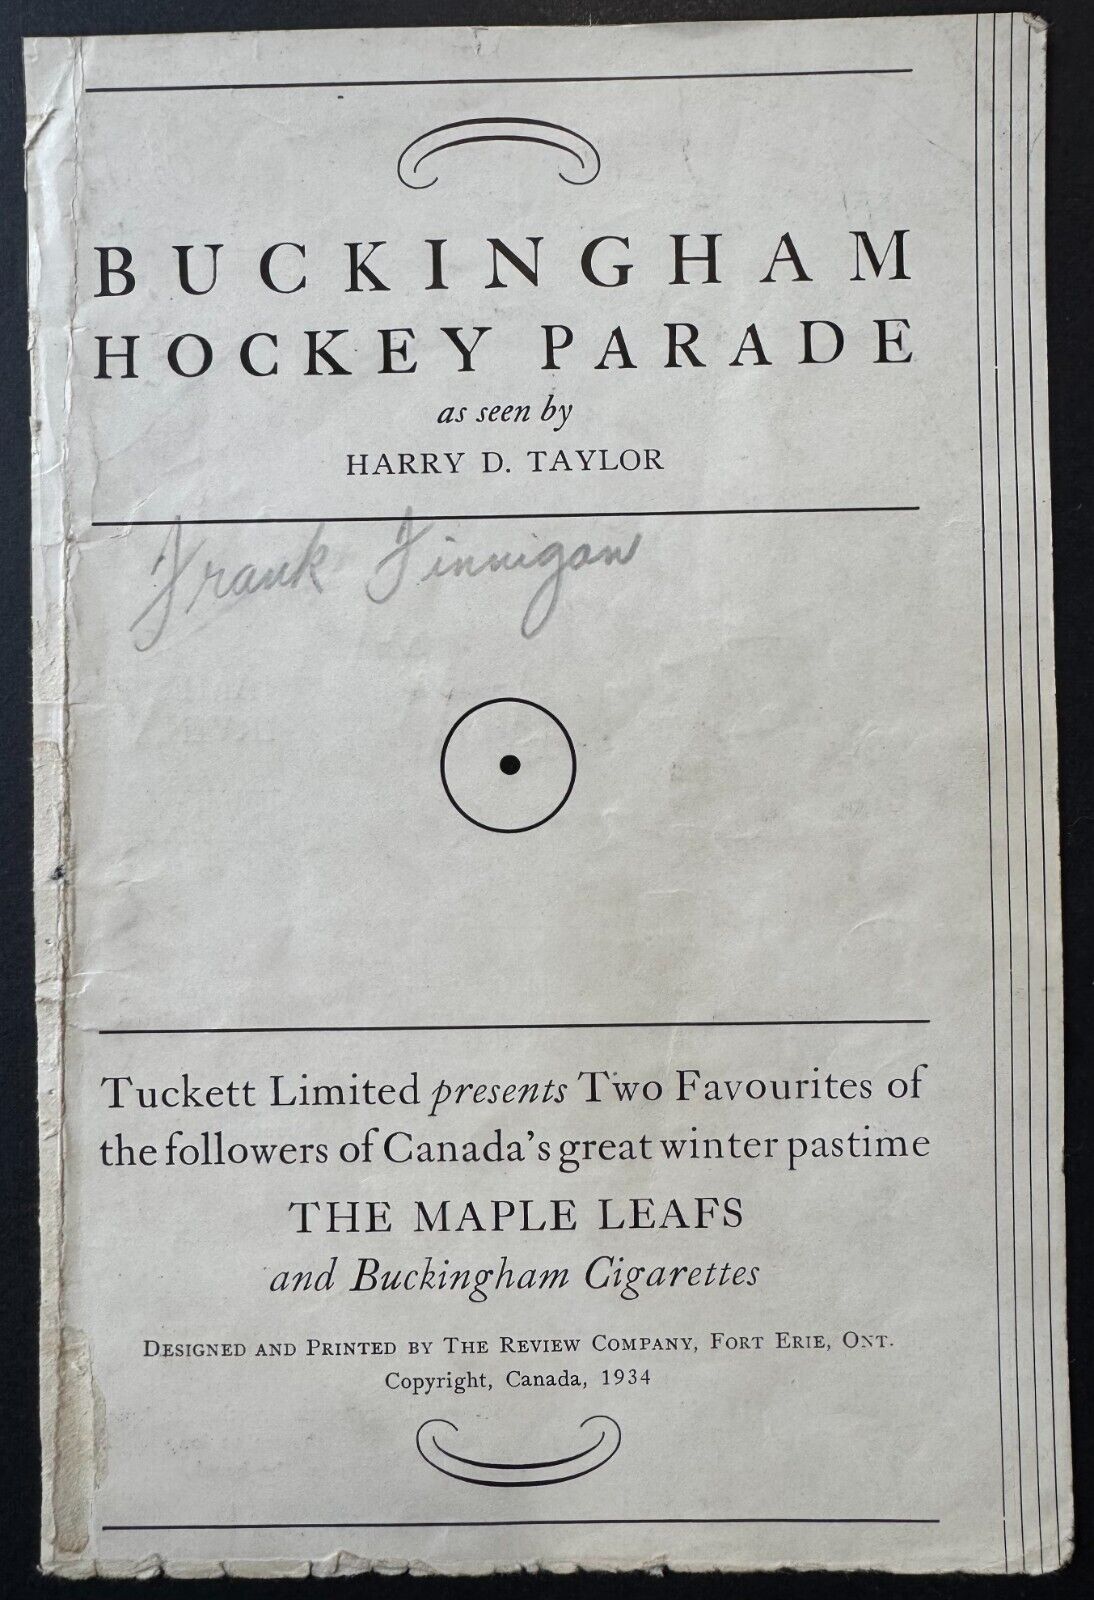 BUCKINGHAM
HOCKEY PARADE
as seen by
HARRY D. TAYLOR
Frank Finnigan
Tuckett Limited presents Two Favourites of
the followers of Canada's great winter pastime
THE MAPLE LEAFS
and Buckingham Cigarettes
DESIGNED AND PRINTED BY THE REVIEW COMPANY, FORT ERIE, ONT.
Copyright, Canada, 1934